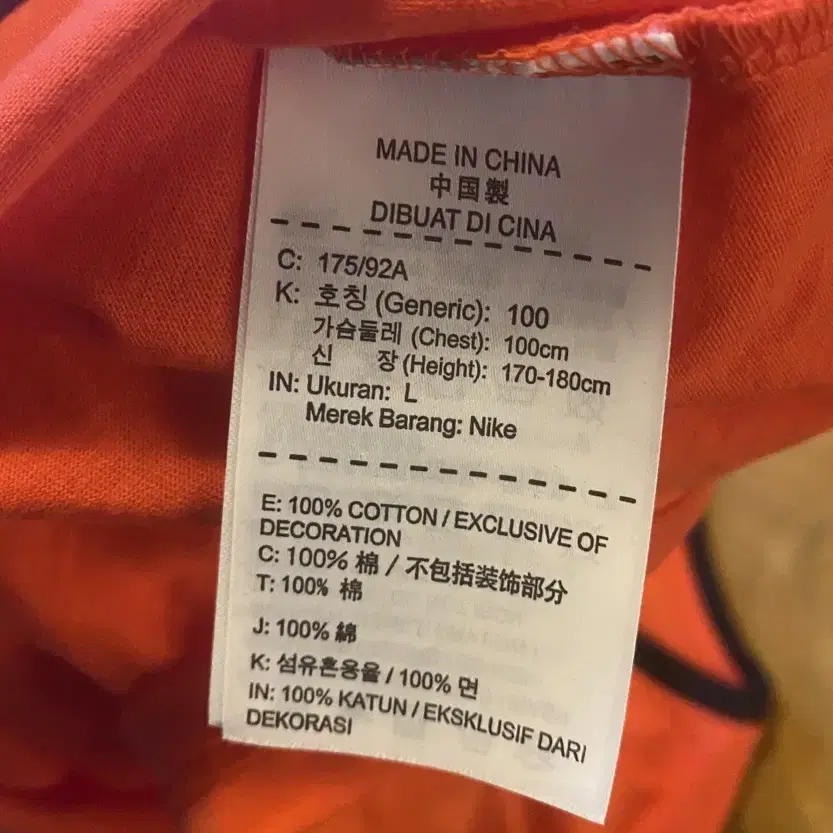 MADE IN CHINA
中国製
DIBUAT DI CINA
C: 175/92A
K: 호칭 (Generic): 100
가슴둘레 (Chest): 100cm
신 장 (Height): 170-180cm
IN: Ukuran: L
Merek Barang: Nike
E: 100% COTTON / EXCLUSIVE OF
DECORATION
C: 100% 棉 / 不包括装饰部分
T: 100% 棉
J: 100% 綿
K: 섬유혼용율 / 100% 면
IN: 100% KATUN / EKSKLUSIF DARI
DEKORASI